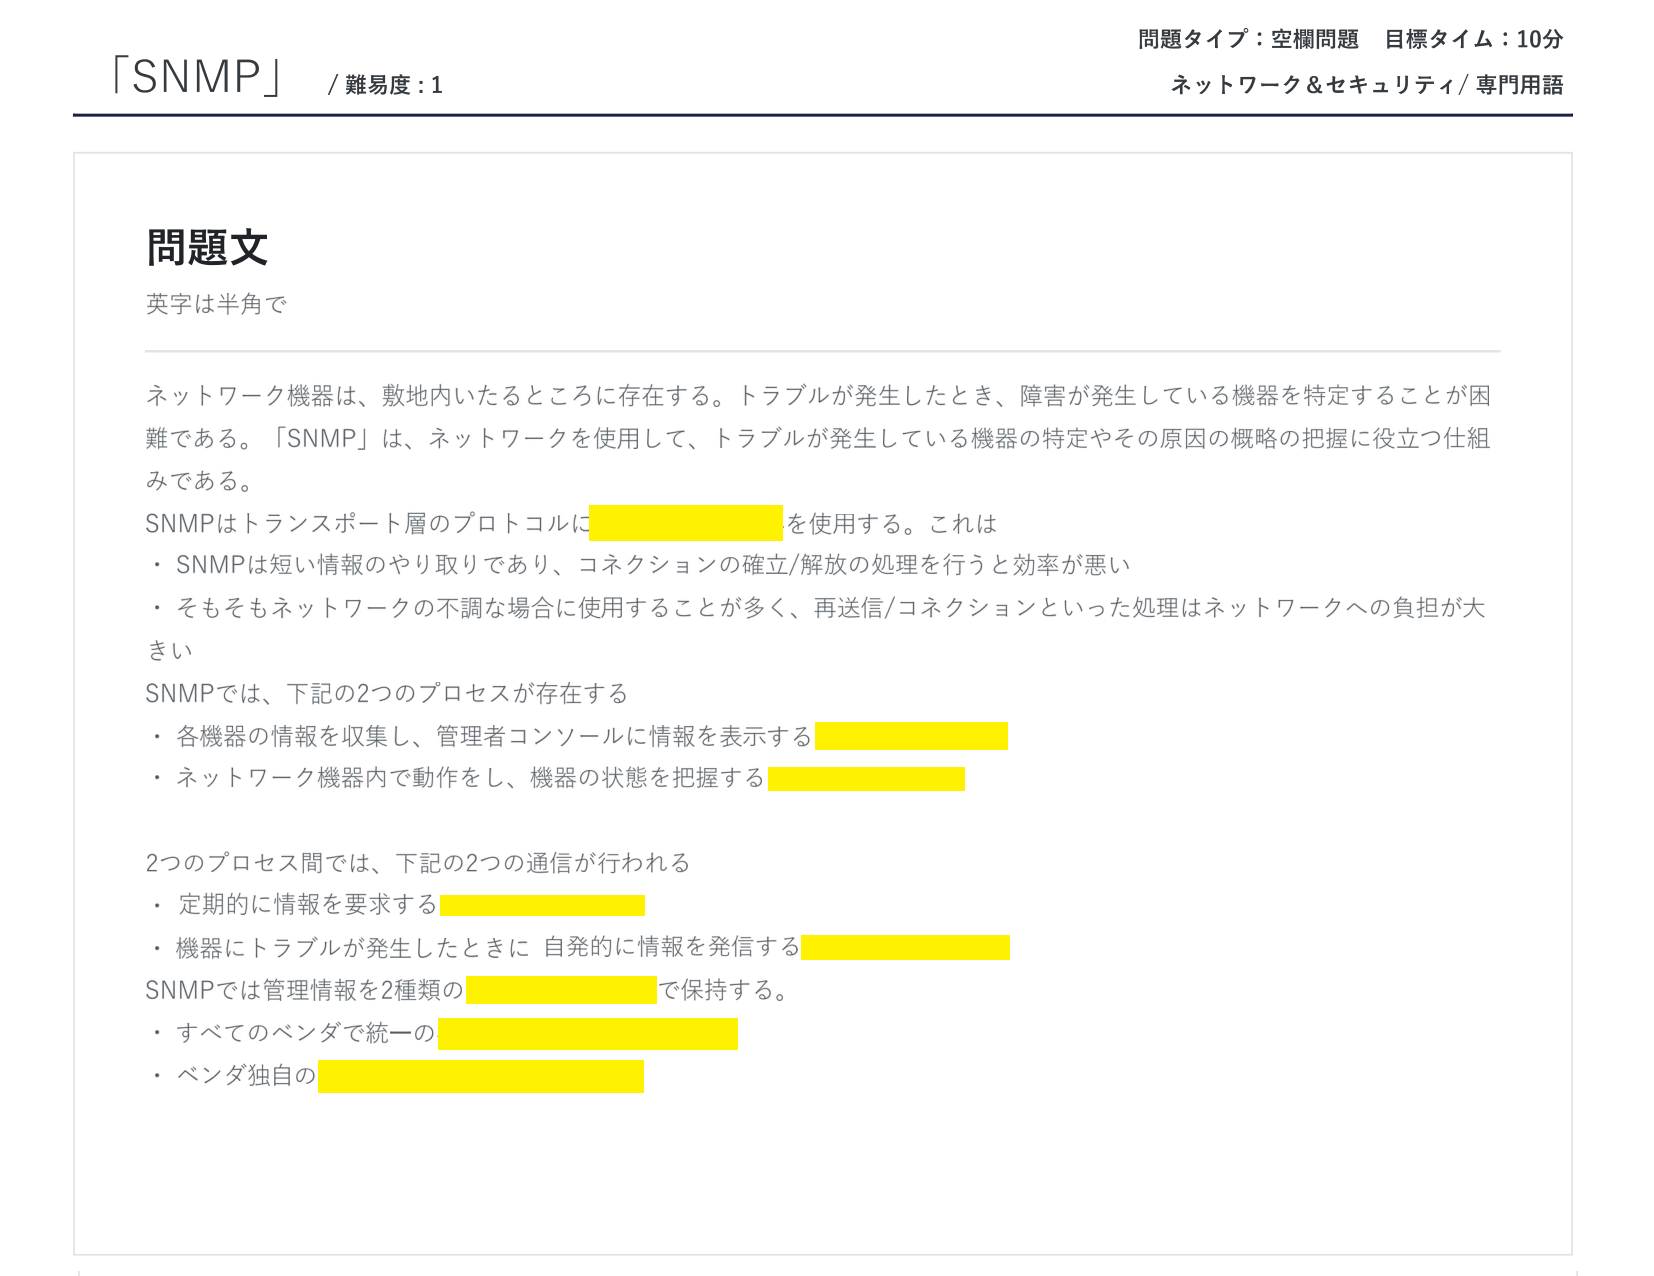 問題タイプ：空欄問題　目標タイム：10分
「SNMP」 / 難易度 : 1
ネットワーク＆セキュリティ/ 専門用語
問題文
英字は半角で
ネットワーク機器は、敷地内いたるところに存在する。トラブルが発生したとき、障害が発生している機器を特定することが困
難である。「SNMP」は、ネットワークを使用して、トラブルが発生している機器の特定やその原因の概略の把握に役立つ仕組
みである。
SNMPはトランスポート層のプロトコルに を使用する。これは
・ SNMPは短い情報のやり取りであり、コネクションの確立/解放の処理を行うと効率が悪い
・ そもそもネットワークの不調な場合に使用することが多く、再送信/コネクションといった処理はネットワークへの負担が大
きい
SNMPでは、下記の2つのプロセスが存在する
・ 各機器の情報を収集し、管理者コンソールに情報を表示する
・ ネットワーク機器内で動作をし、機器の状態を把握する
2つのプロセス間では、下記の2つの通信が行われる
・ 定期的に情報を要求する
・ 機器にトラブルが発生したときに 自発的に情報を発信する
SNMPでは管理情報を2種類の で保持する。
・ すべてのベンダで統一の
・ ベンダ独自の